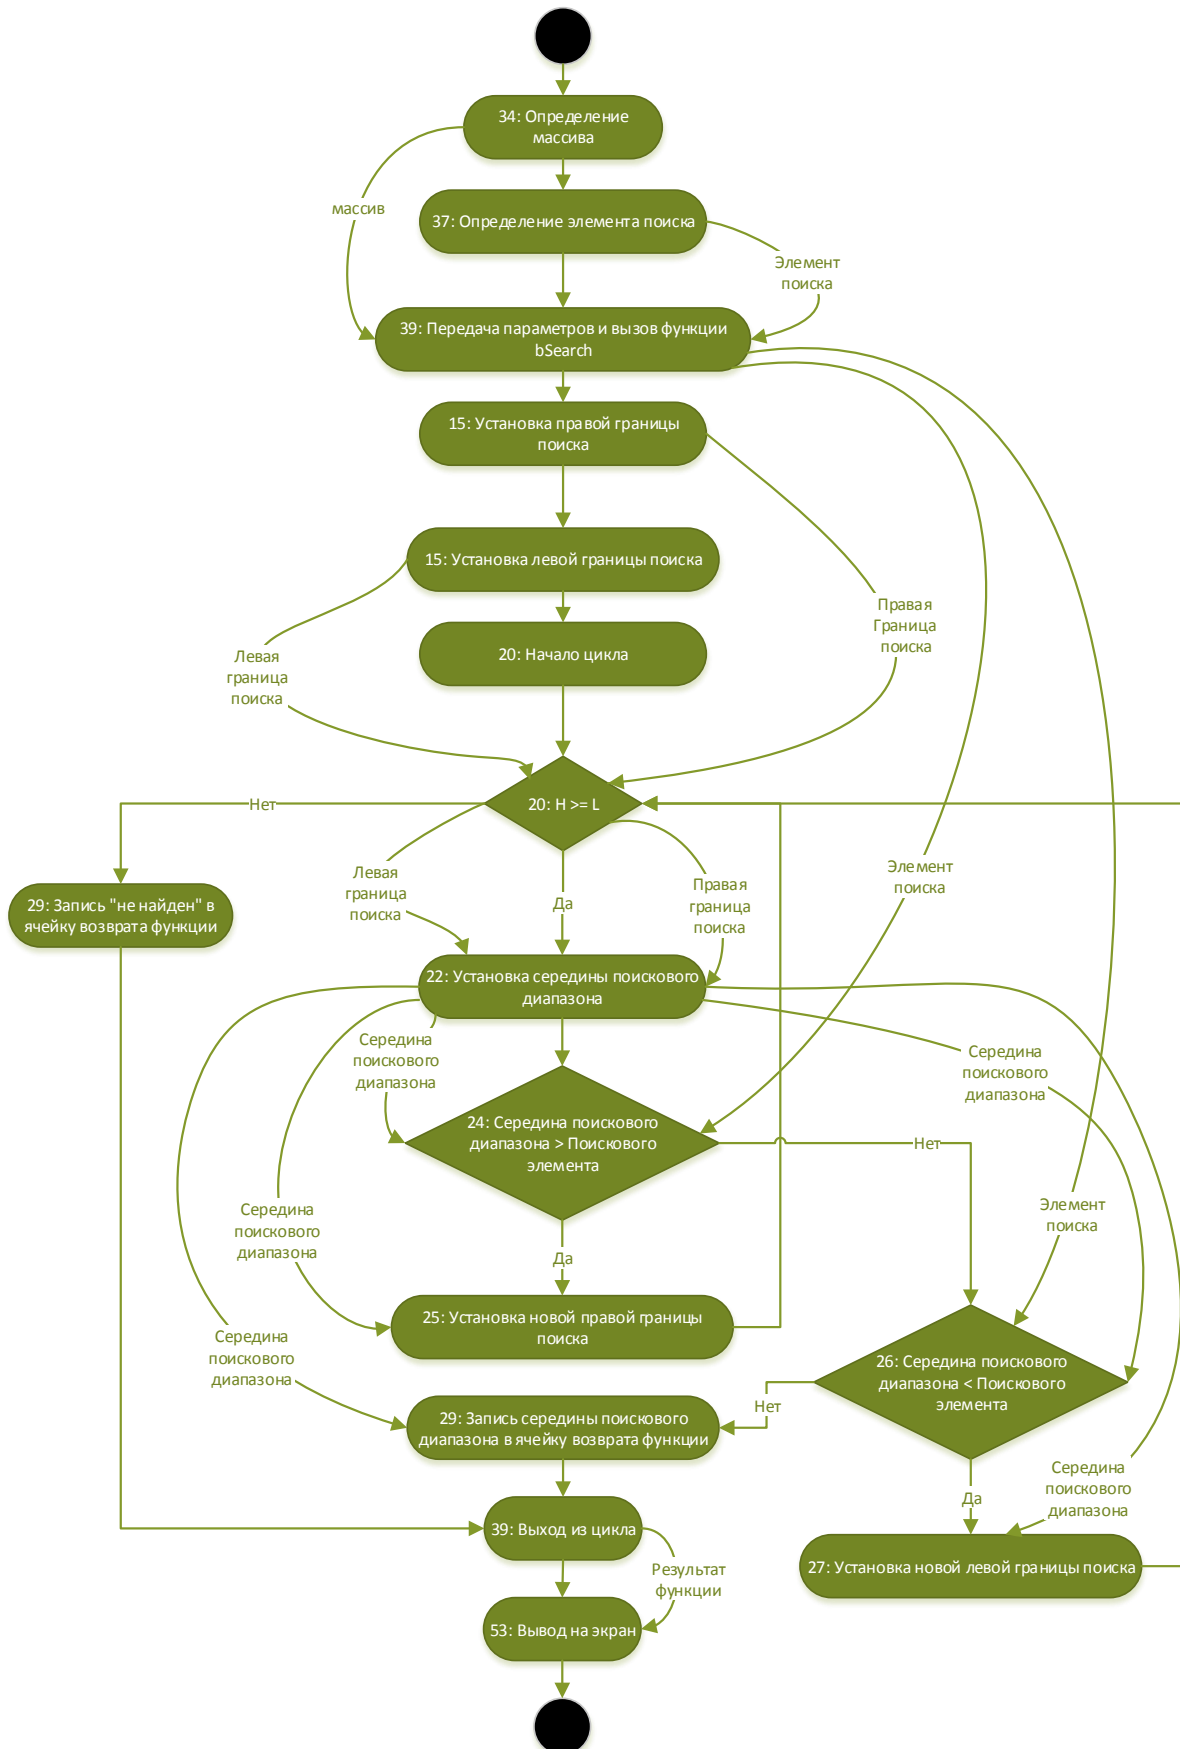 34: Определение
массива
массив
37: Определение элемента поиска
Элемент
поиска
39: Передача параметров и вызов функции
bSearch
15: Установка правой границы
поиска
15: Установка левой границы поиска
Правая
Граница
поиска
Левая
граница
поиска
20: Начало цикла
20: H >= L
Нет
Левая
граница
поиска
Да
Правая
граница
поиска
Элемент
поиска
29: Запись "не найден" в
ячейку возврата функции
22: Установка середины поискового
диапазона
Середина
поискового
диапазона
Середина
поискового
диапазона
24: Середина поискового
диапазона > Поискового
элемента
Нет
Середина
поискового
диапазона
Элемент
поиска
Да
25: Установка новой правой границы
поиска
Середина
поискового
диапазона
26: Середина поискового
диапазона < Поискового
элемента
Нет
29: Запись середины поискового
диапазона в ячейку возврата функции
Середина
поискового
диапазона
Да
39: Выход из цикла
27: Установка новой левой границы поиска
Результат
функции
53: Вывод на экран